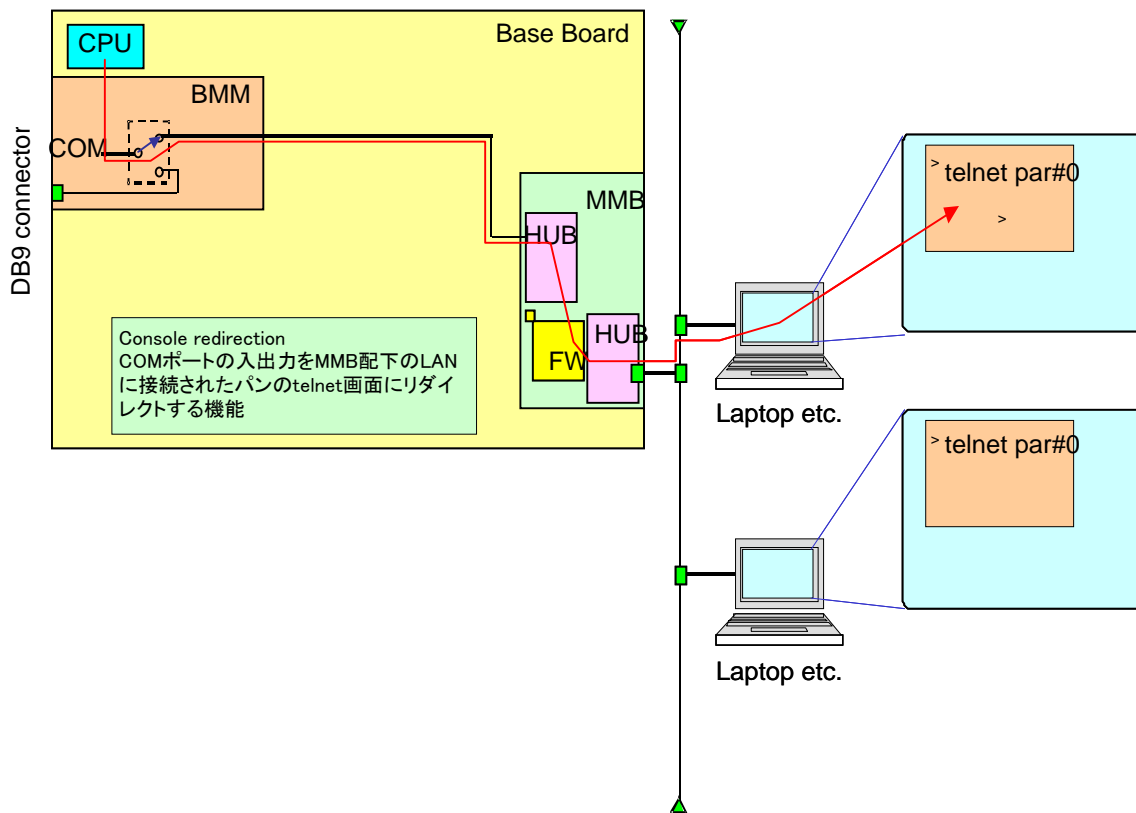 CPU
Base Board
BMM
COM
DB9 connector
MMB
HUB
HUB
FW
Console redirection
COMポートの入出力をMMB配下のLAN
に接続されたパンのtelnet画面にリダイ
レクトする機能
> telnet par#0
>
Laptop etc.
> telnet par#0
Laptop etc.